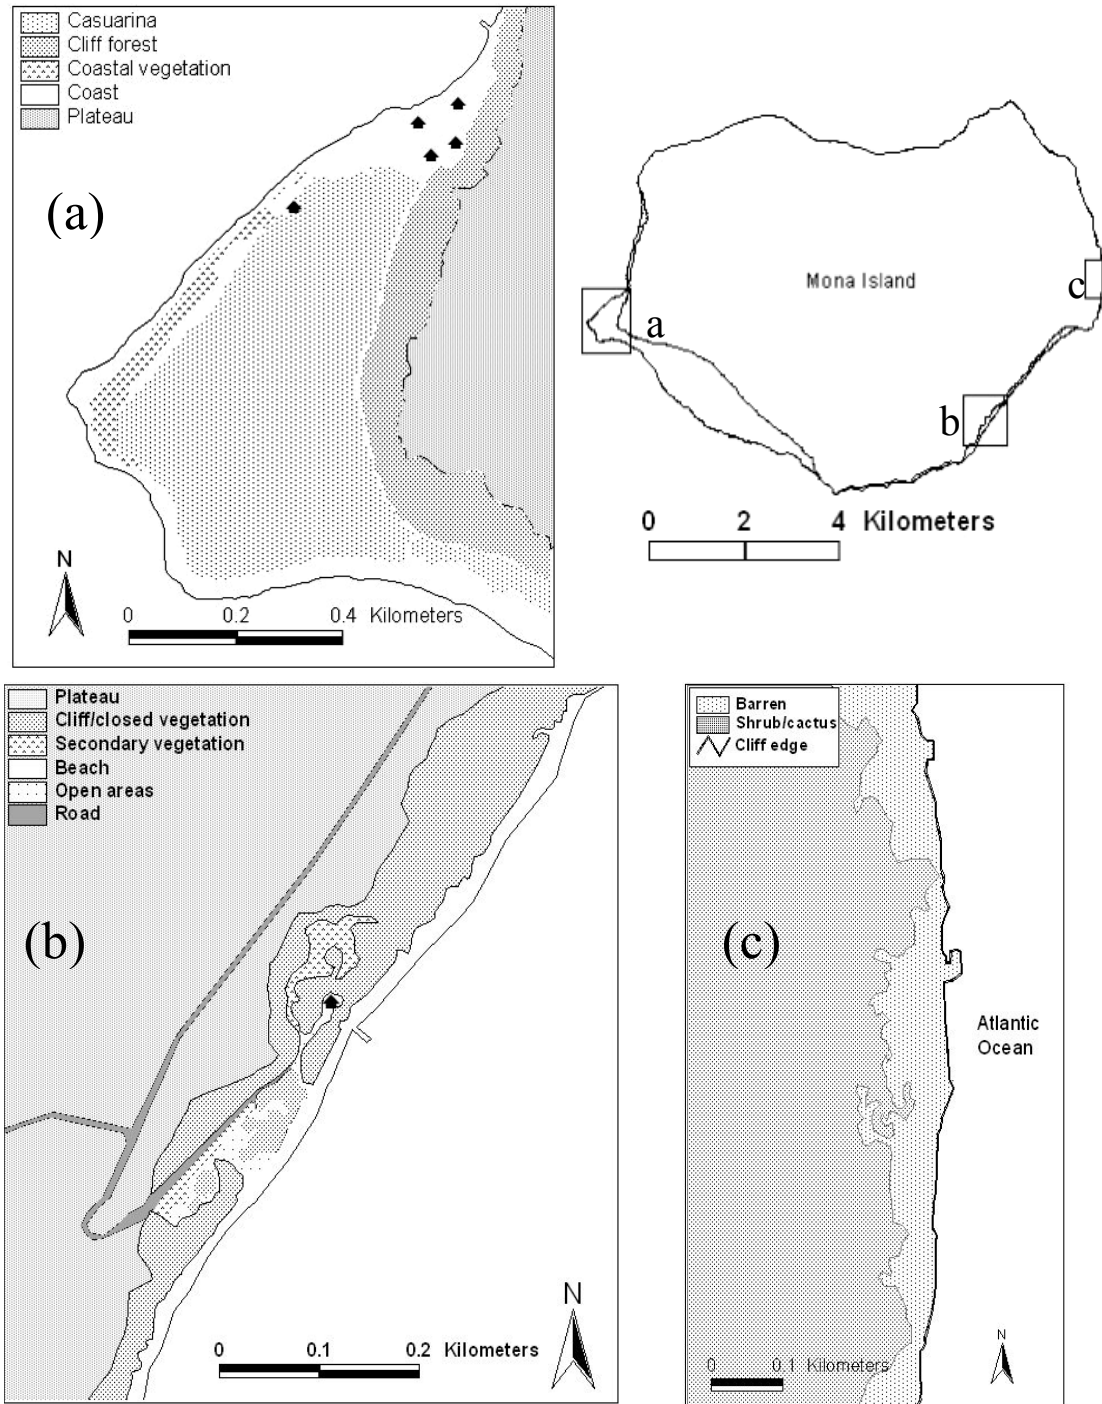 Casuarina
Cliff forest
Coastal vegetation
Coast
Plateau
(a)
N
0 0.2 0.4 Kilometers
Mona Island
a
b
c
0 2 4 Kilometers
Plateau
Cliff/closed vegetation
Secondary vegetation
Beach
Open areas
Road
(b)
N
0 0.1 0.2 Kilometers
Barren
Shrub/cactus
Cliff edge
(c)
Atlantic
Ocean
N
0 0.1 Kilometers